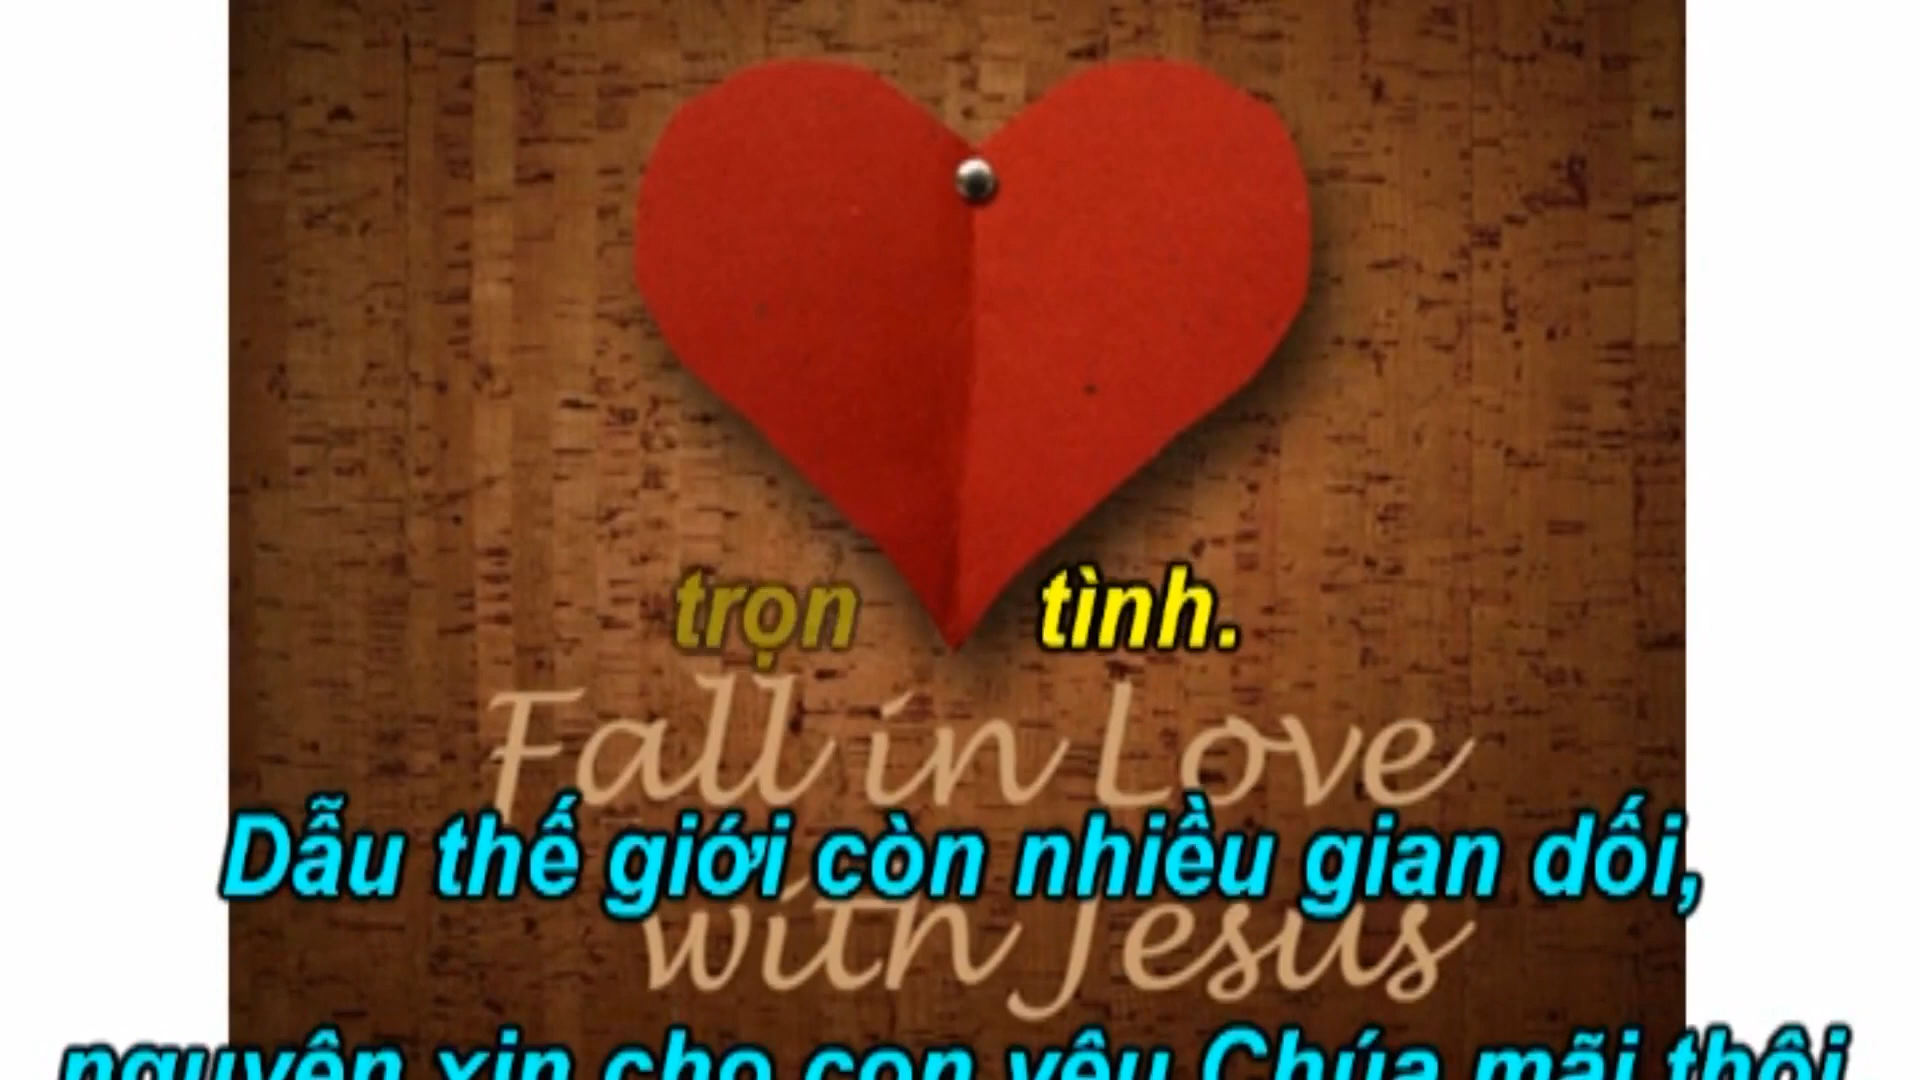 trọn tình.
Fall in Love
Dẫu thế giới còn nhiều gian dối,
with Jesus
nguyện xin cho con yêu Chúa mãi thôi